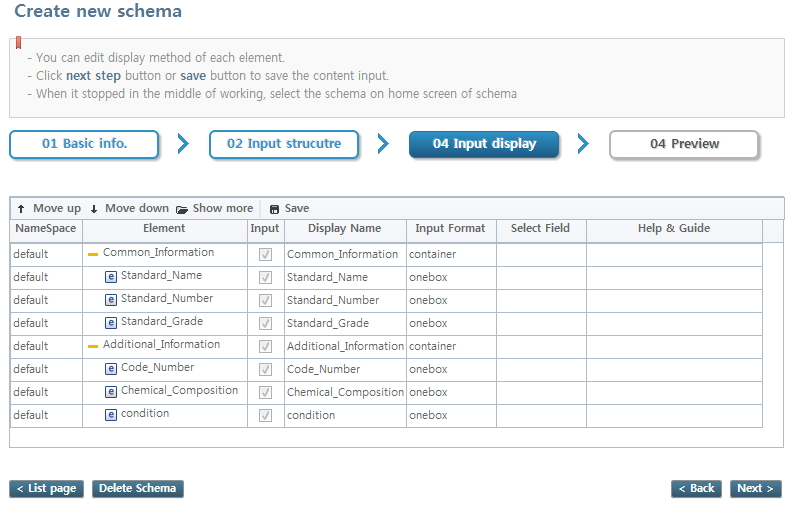 Create new schema
- You can edit display method of each element.
- Click next step button or save button to save the content input.
- When it stopped in the middle of working, select the schema on home screen of schema
01 Basic info. 02 Input strucutre 04 Input display 04 Preview
Move up Move down Show more Save
NameSpace Element Input Display Name Input Format Select Field Help & Guide
default Common_Information Common_Information container
default e Standard_Name Standard_Name onebox
default e Standard_Number Standard_Number onebox
default e Standard_Grade Standard_Grade onebox
default Additional_Information Additional_Information container
default e Code_Number Code_Number onebox
default e Chemical_Composition Chemical_Composition onebox
default e condition condition onebox
< List page Delete Schema < Back Next >